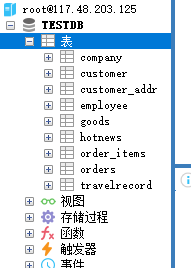 root@117.48.203.125
TESTDB
表
company
customer
customer_addr
employee
goods
hotnews
order_items
orders
travelrecord
视图
存储过程
函数
触发器
事件